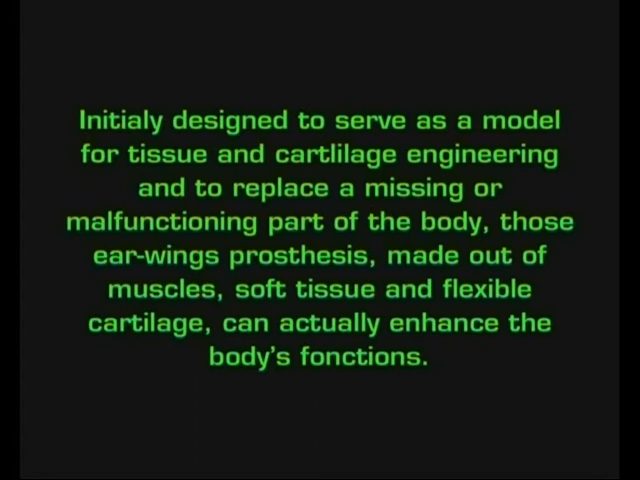 Initialy designed to serve as a model
for tissue and cartlilage engineering
and to replace a missing or
malfunctioning part of the body, those
ear-wings prosthesis, made out of
muscles, soft tissue and flexible
cartilage, can actually enhance the
body's fonctions.